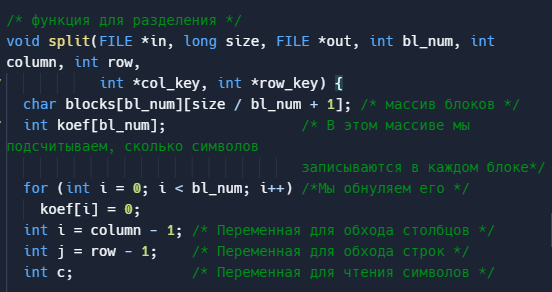 /* функция для разделения */
void split(FILE *in, long size, FILE *out, int bl_num, int
column, int row,
int *col_key, int *row_key) {
char blocks[bl_num][size / bl_num + 1]; /* массив блоков */
int koef[bl_num]; /* В этом массиве мы
подсчитываем, сколько символов
записываются в каждом блоке*/
for (int i = 0; i < bl_num; i++) /*Мы обнуляем его */
koef[i] = 0;
int i = column - 1; /* Переменная для обхода столбцов */
int j = row - 1; /* Переменная для обхода строк */
int c; /* Переменная для чтения символов */